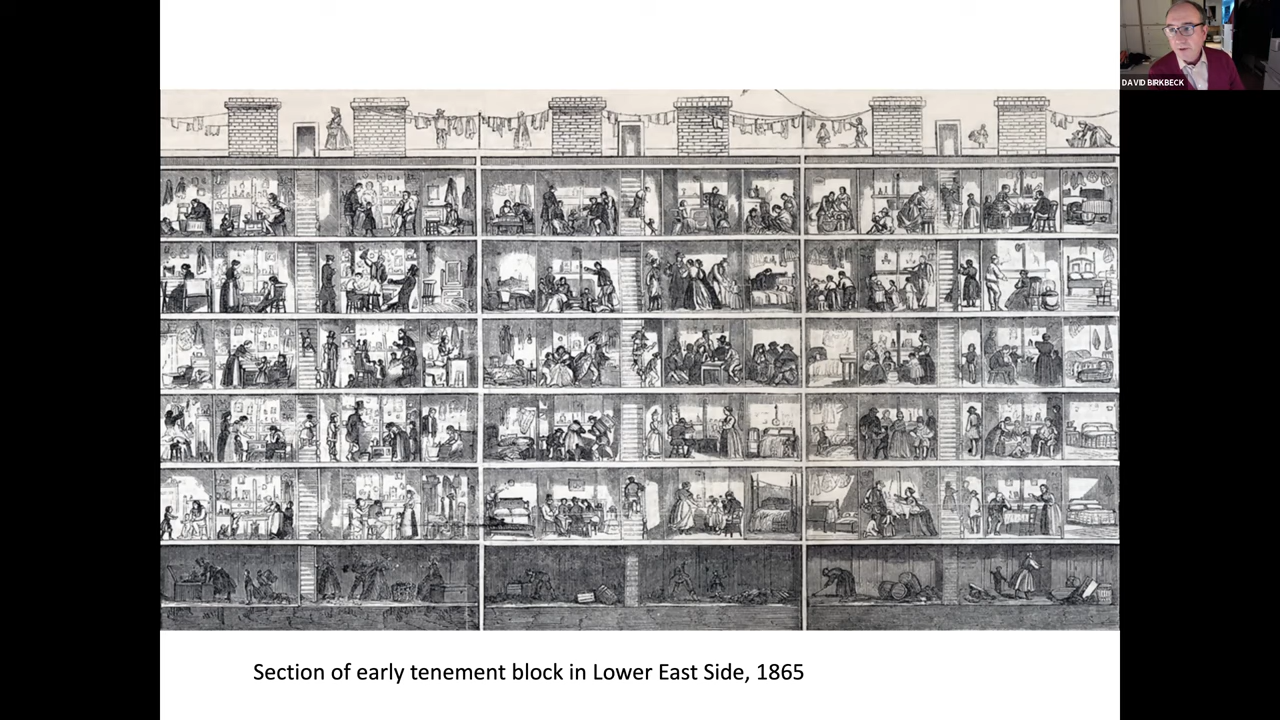 DAVID BIRKBECK
Section of early tenement block in Lower East Side, 1865